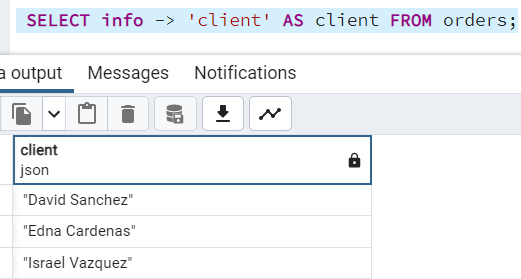 SELECT info -> 'client' AS client FROM orders;
a output Messages Notifications
client
json
"David Sanchez"
"Edna Cardenas"
"Israel Vazquez"